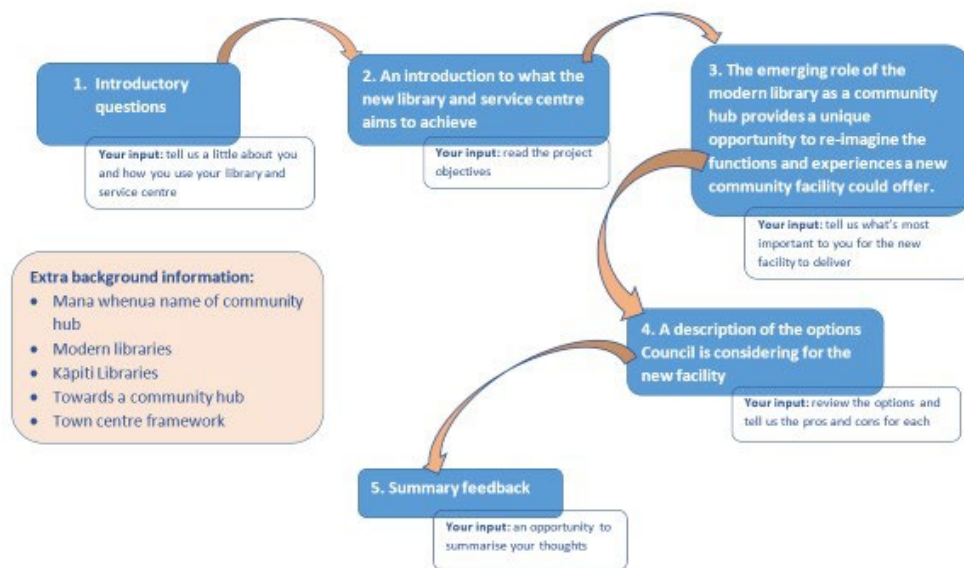 1. Introductory
questions
Your input: tell us a little about you
and how you use your library and
service centre
2. An introduction to what the
new library and service centre
aims to achieve
Your input: read the project
objectives
3. The emerging role of the
modern library as a community
hub provides a unique
opportunity to re-imagine the
functions and experiences a new
community facility could offer.
Your input: tell us what's most
important to you for the new
facility to deliver
4. A description of the options
Council is considering for the
new facility
Your input: review the options and
tell us the pros and cons for each
5. Summary feedback
Your input: an opportunity to
summarise your thoughts
Extra background information:
• Mana whenua name of community
hub
• Modern libraries
• Kāpiti Libraries
• Towards a community hub
• Town centre framework